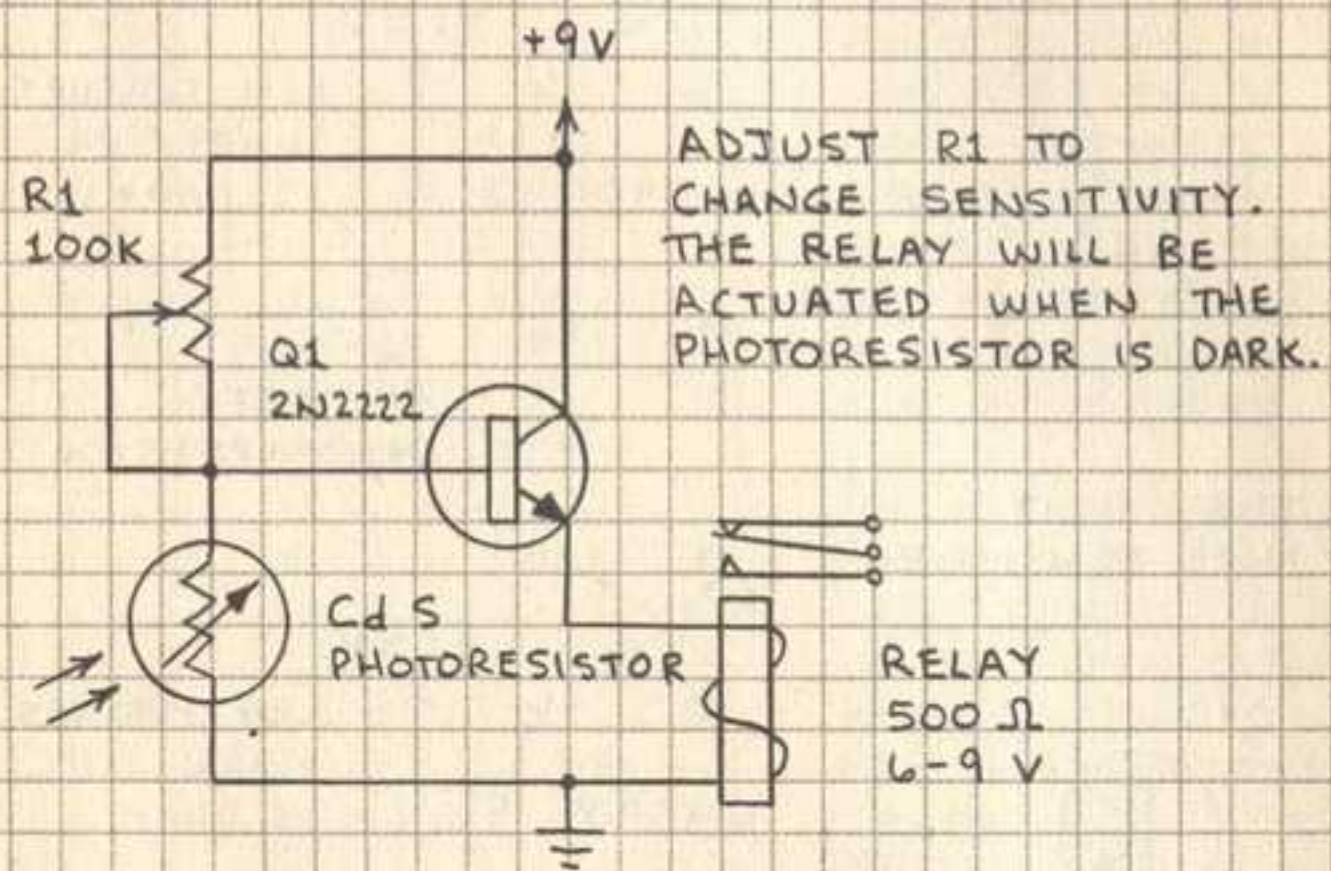 +9V
ADJUST R1 TO
CHANGE SENSITIVITY.
THE RELAY WILL BE
ACTUATED WHEN THE
PHOTORESISTOR IS DARK.
R1
100K
Q1
2N2222
Cd S
PHOTORESISTOR
RELAY
500 Ω
6-9 V